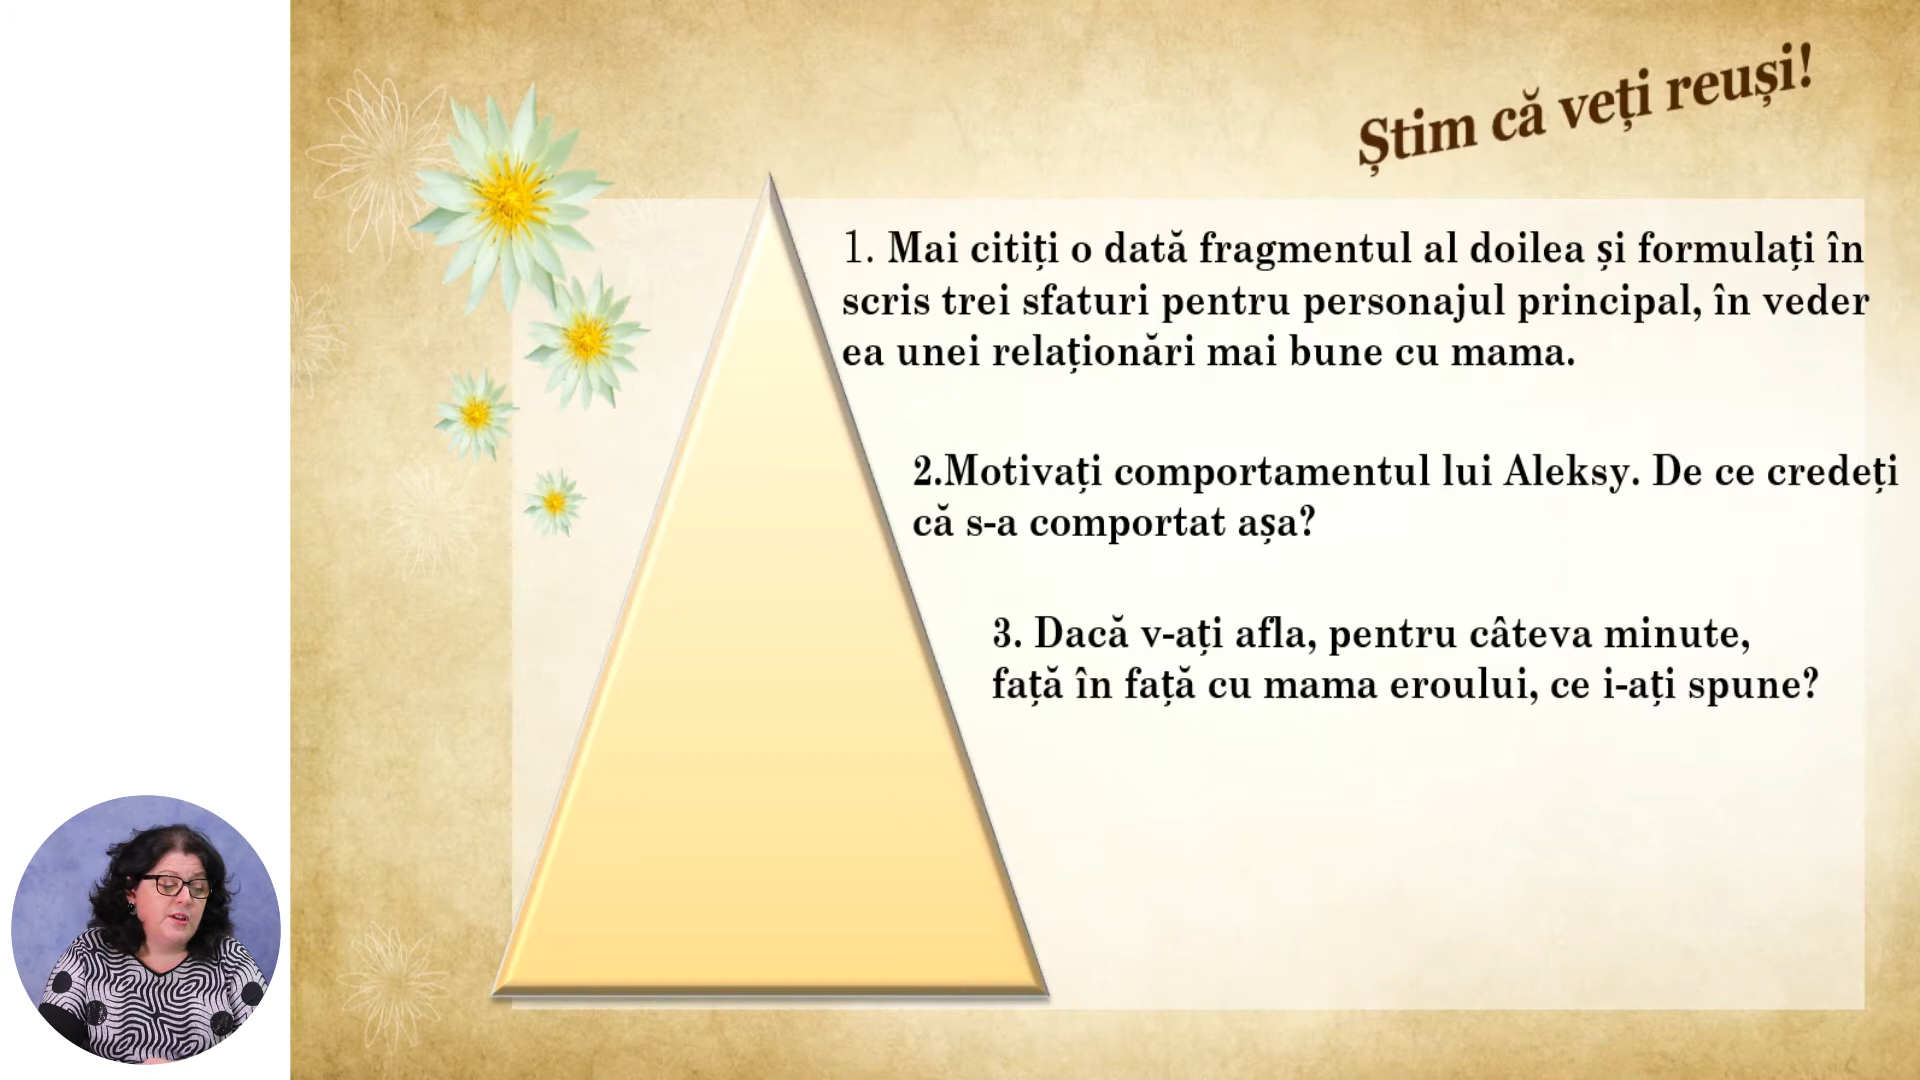 Știm că veți reuși!
1. Mai citiți o dată fragmentul al doilea și formulați în
scris trei sfaturi pentru personajul principal, în veder
ea unei relaționări mai bune cu mama.
2.Motivați comportamentul lui Aleksy. De ce credeți
că s-a comportat așa?
3. Dacă v-ați afla, pentru câteva minute,
față în față cu mama eroului, ce i-ați spune?